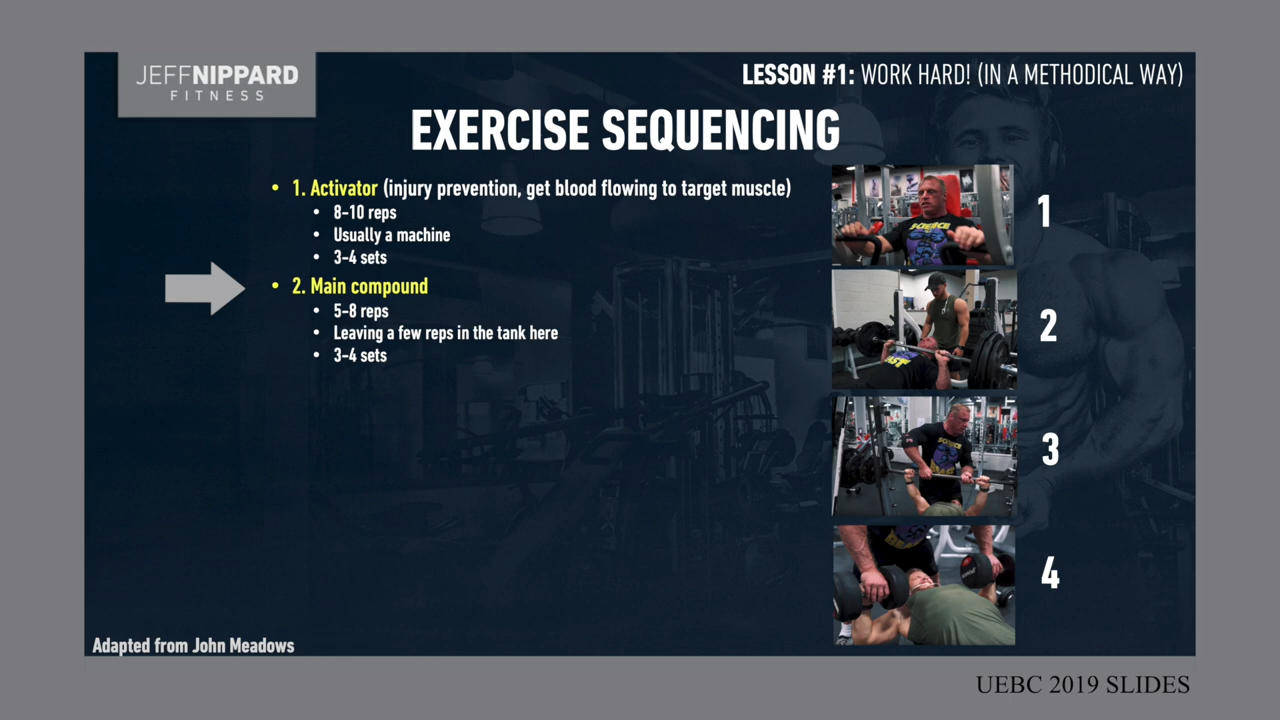 JEFFNIPPARD
FITNESS
LESSON #1: WORK HARD! (IN A METHODICAL WAY)
EXERCISE SEQUENCING
• 1. Activator (injury prevention, get blood flowing to target muscle)
• 8-10 reps
• Usually a machine
• 3-4 sets
• 2. Main compound
• 5-8 reps
• Leaving a few reps in the tank here
• 3-4 sets
SCIENCE
1
2
3
4
Adapted from John Meadows
UEBC 2019 SLIDES